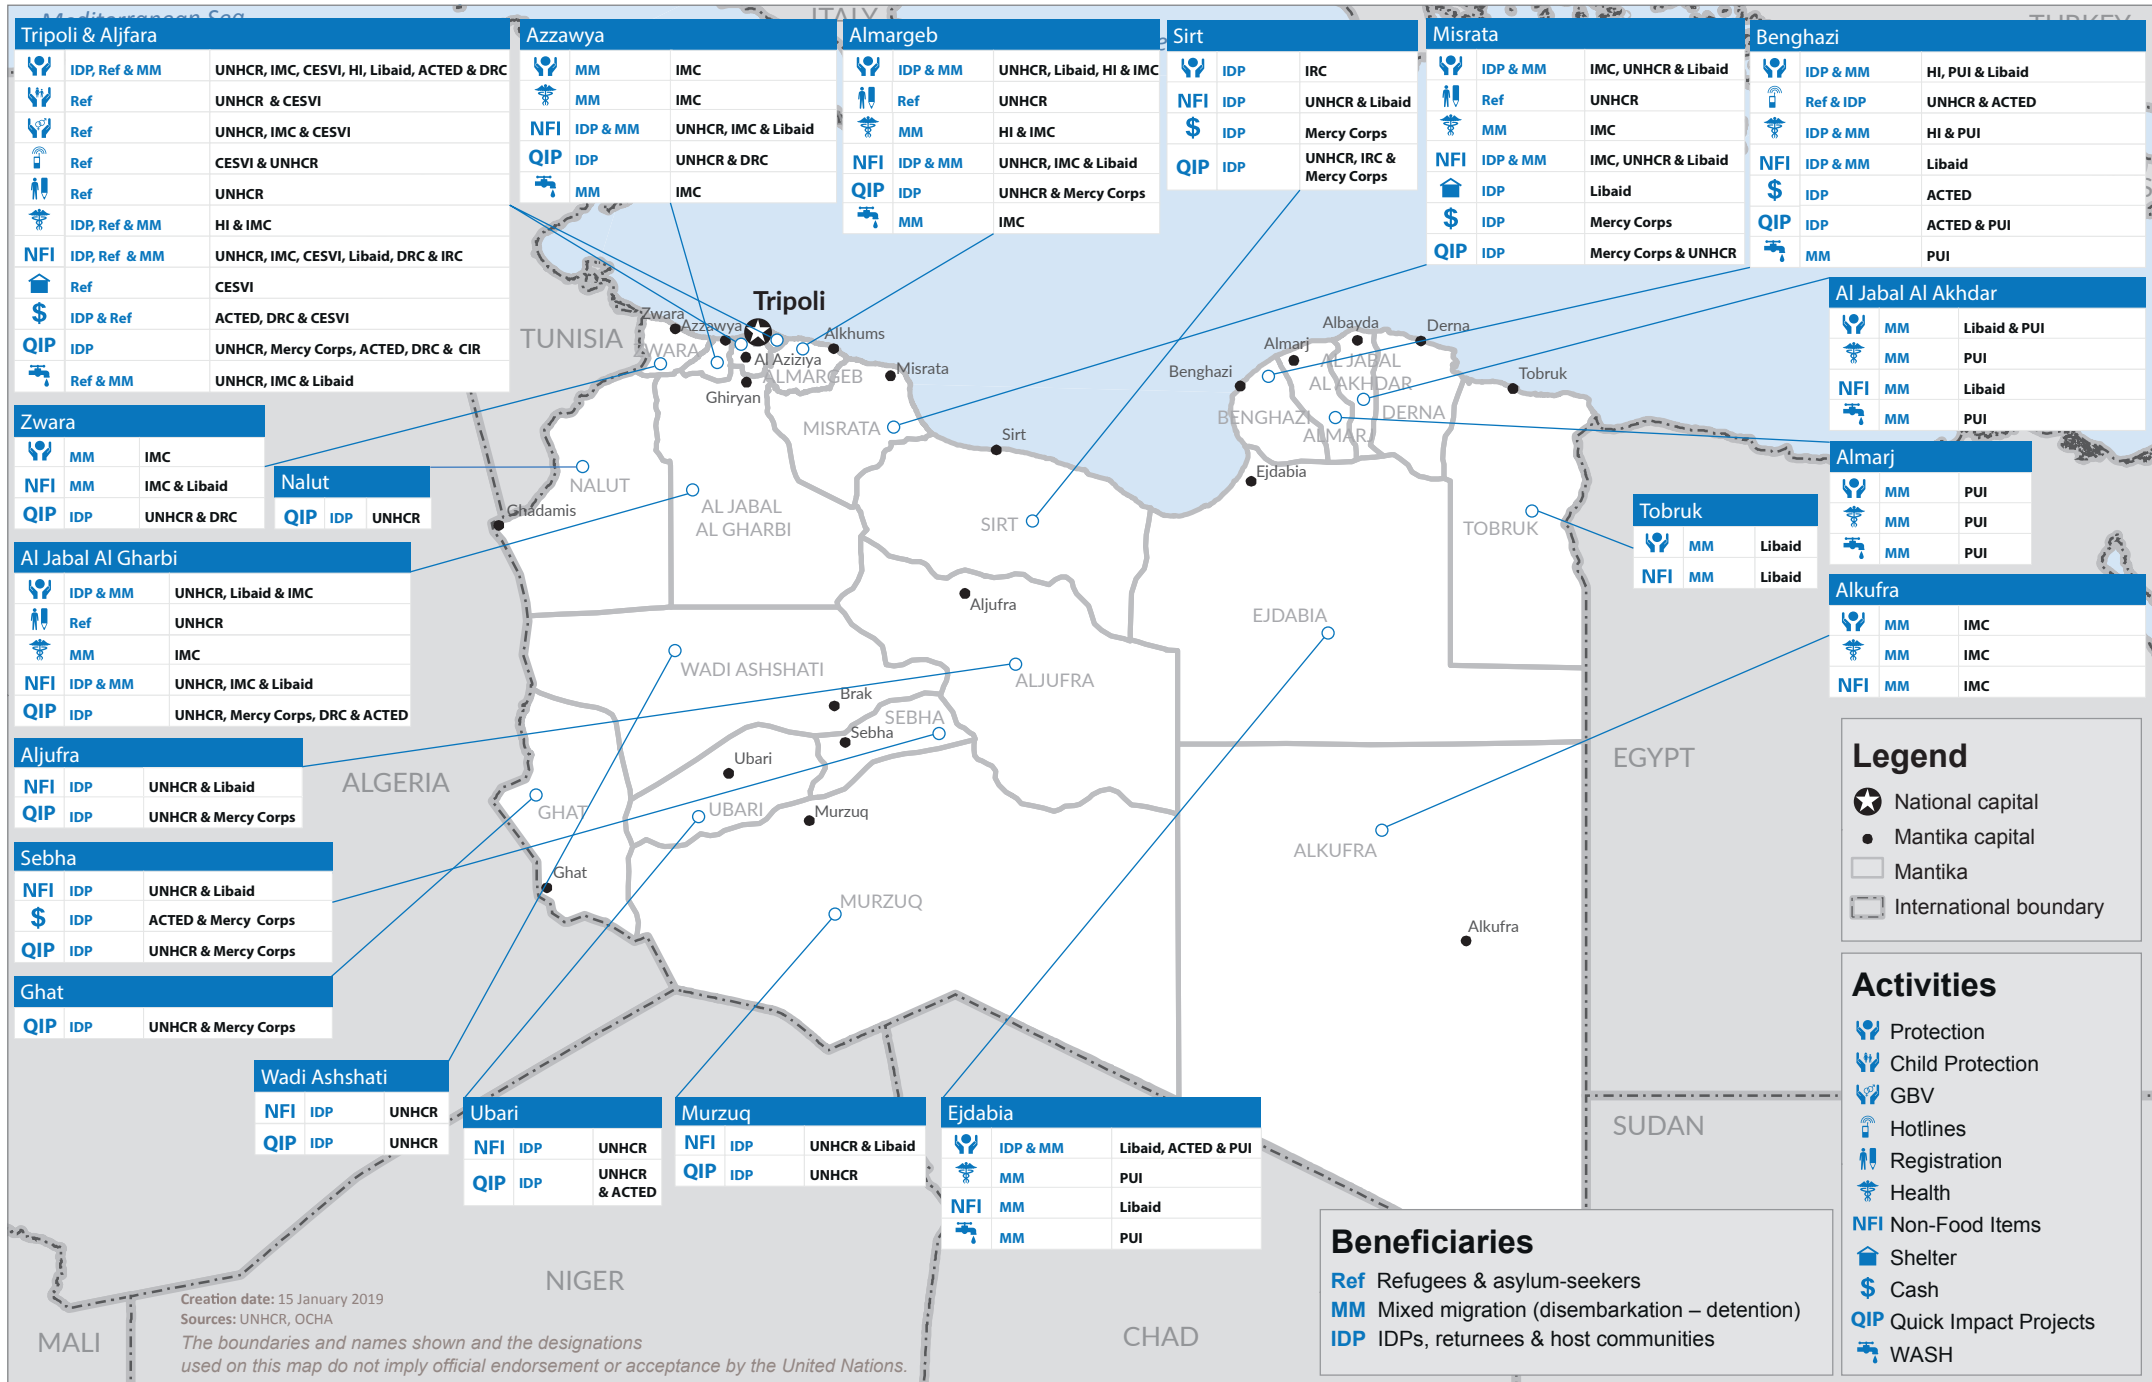 Mediterranean Sea
ITALY
TURKEY
Tripoli & Aljfara
IDP, Ref & MM UNHCR, IMC, CESVI, HI, Libaid, ACTED & DRC
Ref UNHCR & CESVI
Ref UNHCR, IMC & CESVI
Ref CESVI & UNHCR
Ref UNHCR
IDP, Ref & MM HI & IMC
NFI IDP, Ref & MM UNHCR, IMC, CESVI, Libaid, DRC & IRC
Ref CESVI
$ IDP & Ref ACTED, DRC & CESVI
QIP IDP UNHCR, Mercy Corps, ACTED, DRC & CIR
Ref & MM UNHCR, IMC & Libaid
Azzawya
MM IMC
MM IMC
NFI IDP & MM UNHCR, IMC & Libaid
QIP IDP UNHCR & DRC
MM IMC
Almargeb
IDP & MM UNHCR, Libaid, HI & IMC
Ref UNHCR
MM HI & IMC
NFI IDP & MM UNHCR, IMC & Libaid
QIP IDP UNHCR & Mercy Corps
MM IMC
Sirt
IDP IRC
NFI IDP UNHCR & Libaid
$ IDP Mercy Corps
QIP IDP UNHCR, IRC &
Mercy Corps
Misrata
IDP & MM IMC, UNHCR & Libaid
Ref UNHCR
MM IMC
NFI IDP & MM IMC, UNHCR & Libaid
IDP Libaid
$ IDP Mercy Corps
QIP IDP Mercy Corps & UNHCR
Benghazi
IDP & MM HI, PUI & Libaid
Ref & IDP UNHCR & ACTED
IDP & MM HI & PUI
NFI IDP & MM Libaid
$ IDP ACTED
QIP IDP ACTED & PUI
MM PUI
Al Jabal Al Akhdar
MM Libaid & PUI
MM PUI
NFI MM Libaid
MM PUI
Almarj
MM PUI
MM PUI
MM PUI
Tobruk
MM Libaid
NFI MM Libaid
Alkufra
MM IMC
MM IMC
NFI MM IMC
Zwara
MM IMC
NFI MM IMC & Libaid
QIP IDP UNHCR & DRC
Nalut
QIP IDP UNHCR
Al Jabal Al Gharbi
IDP & MM UNHCR, Libaid & IMC
Ref UNHCR
MM IMC
NFI IDP & MM UNHCR, IMC & Libaid
QIP IDP UNHCR, Mercy Corps, DRC & ACTED
Aljufra
NFI IDP UNHCR & Libaid
QIP IDP UNHCR & Mercy Corps
Sebha
NFI IDP UNHCR & Libaid
$ IDP ACTED & Mercy Corps
QIP IDP UNHCR & Mercy Corps
Ghat
QIP IDP UNHCR & Mercy Corps
Wadi Ashshati
NFI IDP UNHCR
QIP IDP UNHCR
Ubari
NFI IDP UNHCR
QIP IDP UNHCR
& ACTED
Murzuq
NFI IDP UNHCR & Libaid
QIP IDP UNHCR
Ejdabia
IDP & MM Libaid, ACTED & PUI
MM PUI
NFI MM Libaid
MM PUI
Tripoli
Zwara
Azzawya
Alkhums
Al Aziziya
Ghiryan
Misrata
Sirt
Benghazi
Almarj
Albayda
Derna
Tobruk
Ejdabia
Ghadamis
Aljufra
Brak
Sebha
Ubari
Murzuq
Ghat
Alkufra
TUNISIA
ZWARA
ALMARGEB
MISRATA
NALUT
AL JABAL
AL GHARBI
SIRT
AL JABAL
AL AKHDAR
BENGHAZI
ALMARJ
DERNA
TOBRUK
EJDABIA
WADI ASHSHATI
ALJUFRA
SEBHA
UBARI
GHAT
MURZUQ
ALKUFRA
ALGERIA
EGYPT
SUDAN
NIGER
CHAD
MALI
Legend
National capital
Mantika capital
Mantika
International boundary
Activities
Protection
Child Protection
GBV
Hotlines
Registration
Health
NFI Non-Food Items
Shelter
$ Cash
QIP Quick Impact Projects
WASH
Beneficiaries
Ref Refugees & asylum-seekers
MM Mixed migration (disembarkation – detention)
IDP IDPs, returnees & host communities
Creation date: 15 January 2019
Sources: UNHCR, OCHA
The boundaries and names shown and the designations
used on this map do not imply official endorsement or acceptance by the United Nations.